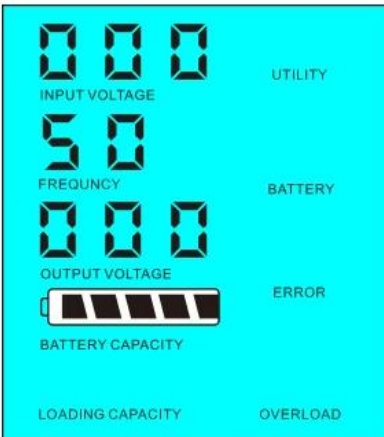 000
UTILITY
INPUT VOLTAGE
50
FREQUNCY
BATTERY
000
OUTPUT VOLTAGE
ERROR
BATTERY CAPACITY
LOADING CAPACITY
OVERLOAD